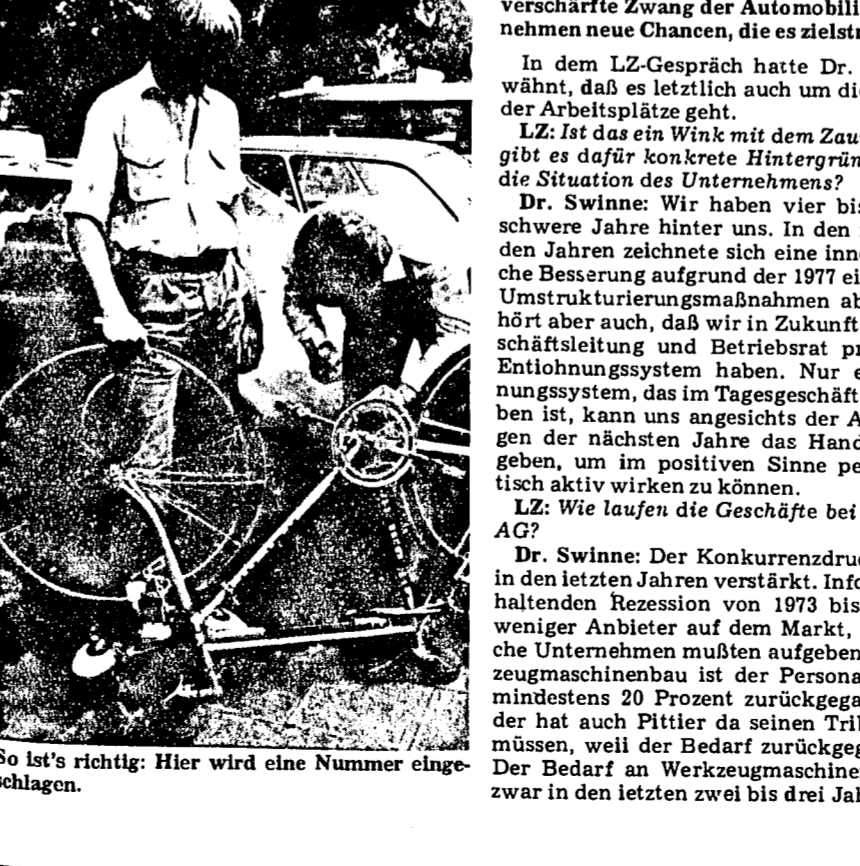 So ist's richtig: Hier wird eine Nummer einge-
schlagen.
verschärfte Zwang der Automobili
nehmen neue Chancen, die es zielstr
In dem LZ-Gespräch hatte Dr.
wähnt, daß es letztlich auch um die
der Arbeitsplätze geht.
LZ: Ist das ein Wink mit dem Zau
gibt es dafür konkrete Hintergrün
die Situation des Unternehmens?
Dr. Swinne: Wir haben vier bis
schwere Jahre hinter uns. In den
den Jahren zeichnete sich eine inn
che Besserung aufgrund der 1977 ei
Umstrukturierungsmaßnahmen ab
hört aber auch, daß wir in Zukunft
schäftsleitung und Betriebsrat pr
Entiohnungssystem haben. Nur e
nungssystem, das im Tagesgeschäft
ben ist, kann uns angesichts der A
gen der nächsten Jahre das Hand
geben, um im positiven Sinne pe
tisch aktiv wirken zu können.
LZ: Wie laufen die Geschäfte bei
AG?
Dr. Swinne: Der Konkurrenzdru
in den ietzten Jahren verstärkt. Info
haltenden Rezession von 1973 bis
weniger Anbieter auf dem Markt,
che Unternehmen mußten aufgeben
zeugmaschinenbau ist der Persona
mindestens 20 Prozent zurückgega
der hat auch Pittier da seinen Tri
müssen, weii der Bedarf zurückgeg
Der Bedarf an Werkzeugmaschine
zwar in den ietzten zwei bis drei Jah